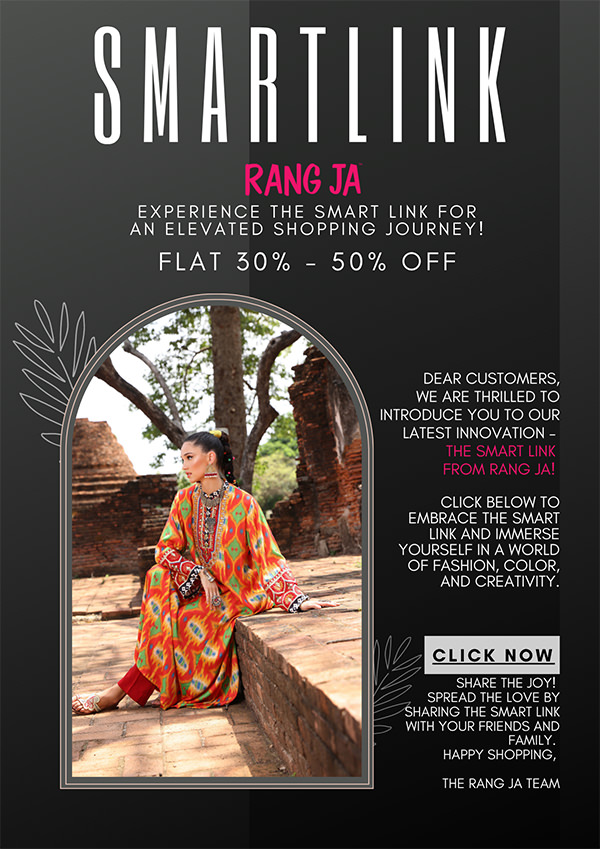 SMARTLINK
RANG JA
EXPERIENCE THE SMART LINK FOR
AN ELEVATED SHOPPING JOURNEY!
FLAT 30% - 50% OFF
DEAR CUSTOMERS,
WE ARE THRILLED TO
INTRODUCE YOU TO OUR
LATEST INNOVATION -
THE SMART LINK
FROM RANG JA!
CLICK BELOW TO
EMBRACE THE SMART
LINK AND IMMERSE
YOURSELF IN A WORLD
OF FASHION, COLOR,
AND CREATIVITY.
CLICK NOW
SHARE THE JOY!
SPREAD THE LOVE BY
SHARING THE SMART LINK
WITH YOUR FRIENDS AND
FAMILY.
HAPPY SHOPPING,
THE RANG JA TEAM